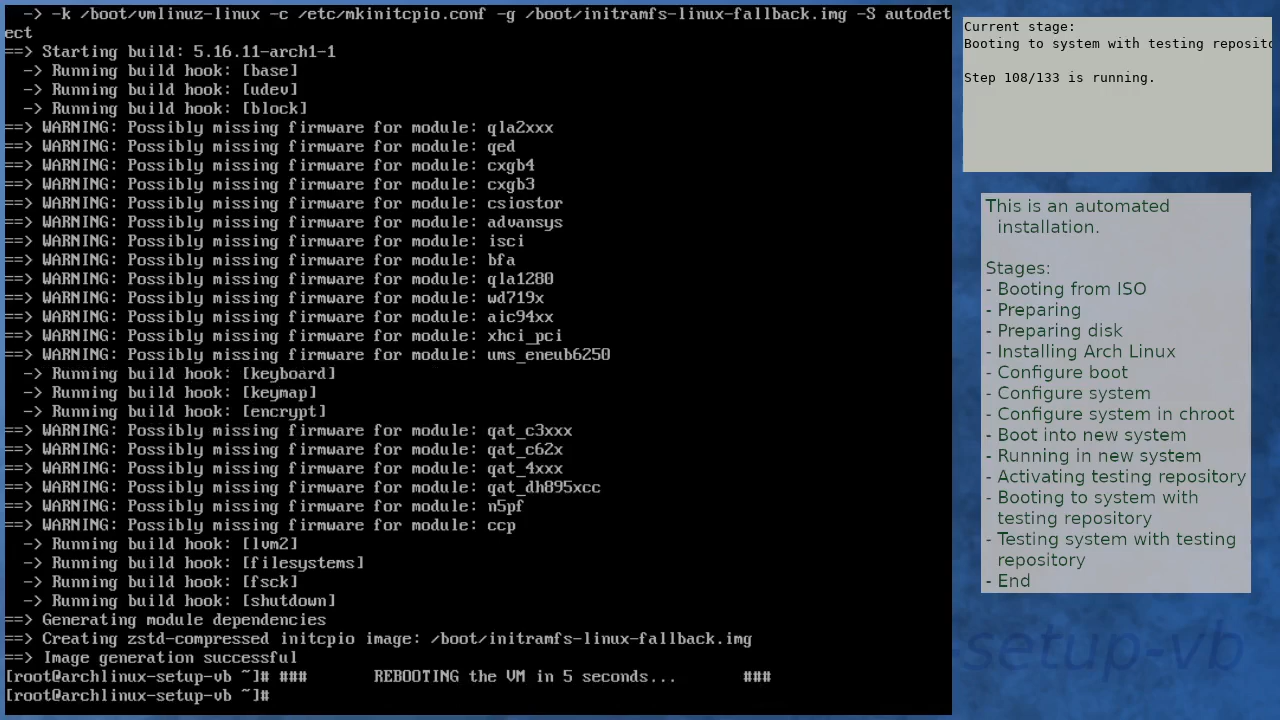 -> -k /boot/vmlinuz-linux -c /etc/mkinitcpio.conf -g /boot/initramfs-linux-fallback.img -S autodet
ect
==> Starting build: 5.16.11-arch1-1
  -> Running build hook: [base]
  -> Running build hook: [udev]
  -> Running build hook: [block]
==> WARNING: Possibly missing firmware for module: qla2xxx
==> WARNING: Possibly missing firmware for module: qed
==> WARNING: Possibly missing firmware for module: cxgb4
==> WARNING: Possibly missing firmware for module: cxgb3
==> WARNING: Possibly missing firmware for module: csiostor
==> WARNING: Possibly missing firmware for module: advansys
==> WARNING: Possibly missing firmware for module: isci
==> WARNING: Possibly missing firmware for module: bfa
==> WARNING: Possibly missing firmware for module: qla1280
==> WARNING: Possibly missing firmware for module: wd719x
==> WARNING: Possibly missing firmware for module: aic94xx
==> WARNING: Possibly missing firmware for module: xhci_pci
==> WARNING: Possibly missing firmware for module: ums_eneub6250
  -> Running build hook: [keyboard]
  -> Running build hook: [keymap]
  -> Running build hook: [encrypt]
==> WARNING: Possibly missing firmware for module: qat_c3xxx
==> WARNING: Possibly missing firmware for module: qat_c62x
==> WARNING: Possibly missing firmware for module: qat_4xxx
==> WARNING: Possibly missing firmware for module: qat_dh895xcc
==> WARNING: Possibly missing firmware for module: n5pf
==> WARNING: Possibly missing firmware for module: ccp
  -> Running build hook: [lvm2]
  -> Running build hook: [filesystems]
  -> Running build hook: [fsck]
  -> Running build hook: [shutdown]
==> Generating module dependencies
==> Creating zstd-compressed initcpio image: /boot/initramfs-linux-fallback.img
==> Image generation successful
[root@archlinux-setup-vb ~]# ###       REBOOTING the VM in 5 seconds...       ###
[root@archlinux-setup-vb ~]#
Current stage:
Booting to system with testing reposito
Step 108/133 is running.
This is an automated
installation.
Stages:
- Booting from ISO
- Preparing
- Preparing disk
- Installing Arch Linux
- Configure boot
- Configure system
- Configure system in chroot
- Boot into new system
- Running in new system
- Activating testing repository
- Booting to system with
testing repository
- Testing system with testing
repository
- End
setup-vb